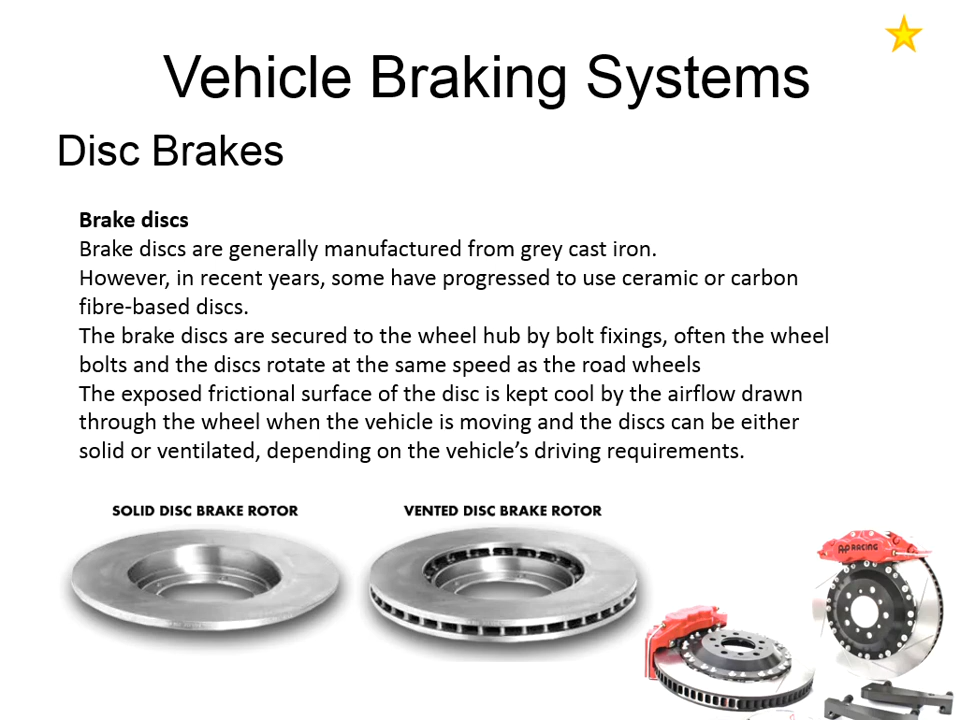 Vehicle Braking Systems
Disc Brakes
Brake discs
Brake discs are generally manufactured from grey cast iron.
However, in recent years, some have progressed to use ceramic or carbon
fibre-based discs.
The brake discs are secured to the wheel hub by bolt fixings, often the wheel
bolts and the discs rotate at the same speed as the road wheels
The exposed frictional surface of the disc is kept cool by the airflow drawn
through the wheel when the vehicle is moving and the discs can be either
solid or ventilated, depending on the vehicle’s driving requirements.
SOLID DISC BRAKE ROTOR
VENTED DISC BRAKE ROTOR
AP RACING